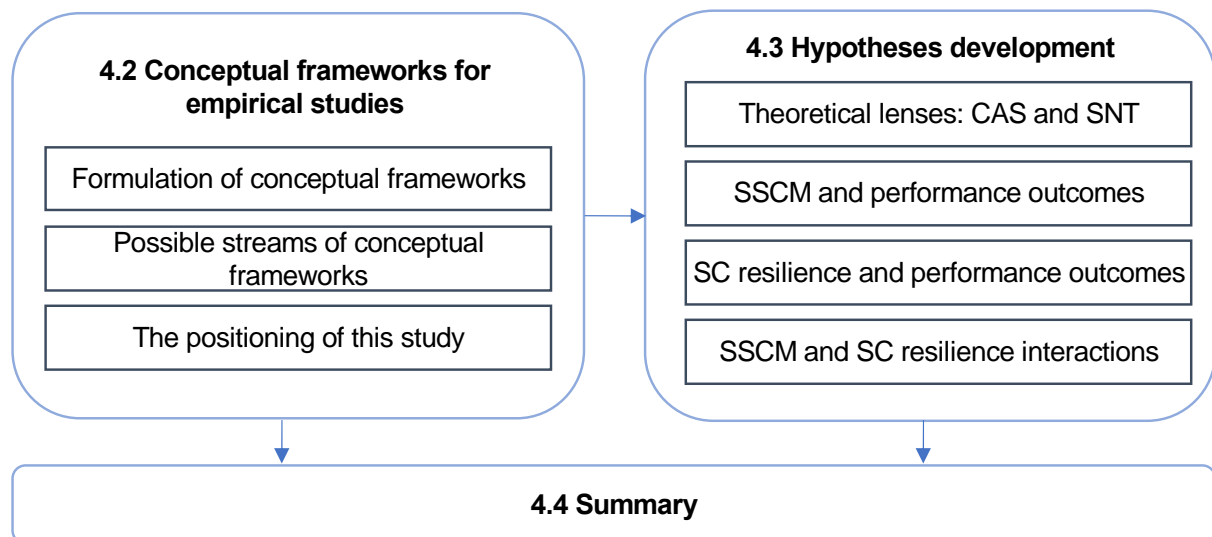 4.2 Conceptual frameworks for
empirical studies
Formulation of conceptual frameworks
Possible streams of conceptual
frameworks
The positioning of this study
4.3 Hypotheses development
Theoretical lenses: CAS and SNT
SSCM and performance outcomes
SC resilience and performance outcomes
SSCM and SC resilience interactions
4.4 Summary